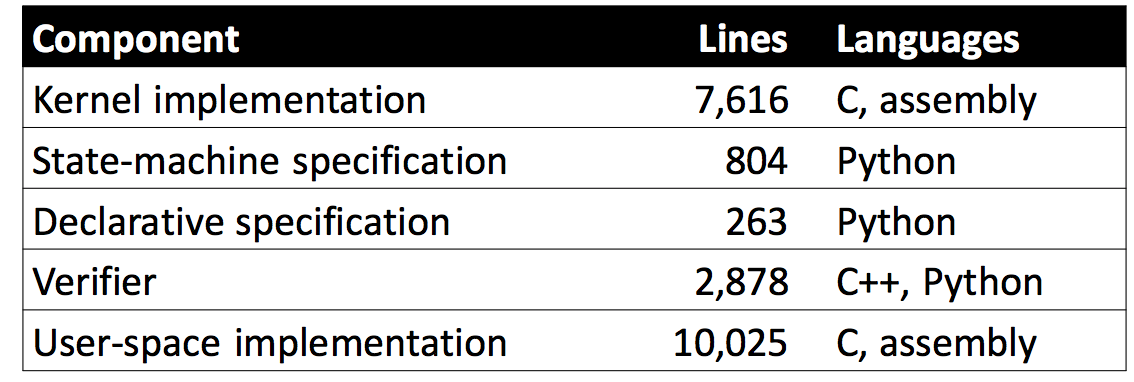 Component Lines Languages
Kernel implementation 7,616 C, assembly
State-machine specification 804 Python
Declarative specification 263 Python
Verifier 2,878 C++, Python
User-space implementation 10,025 C, assembly